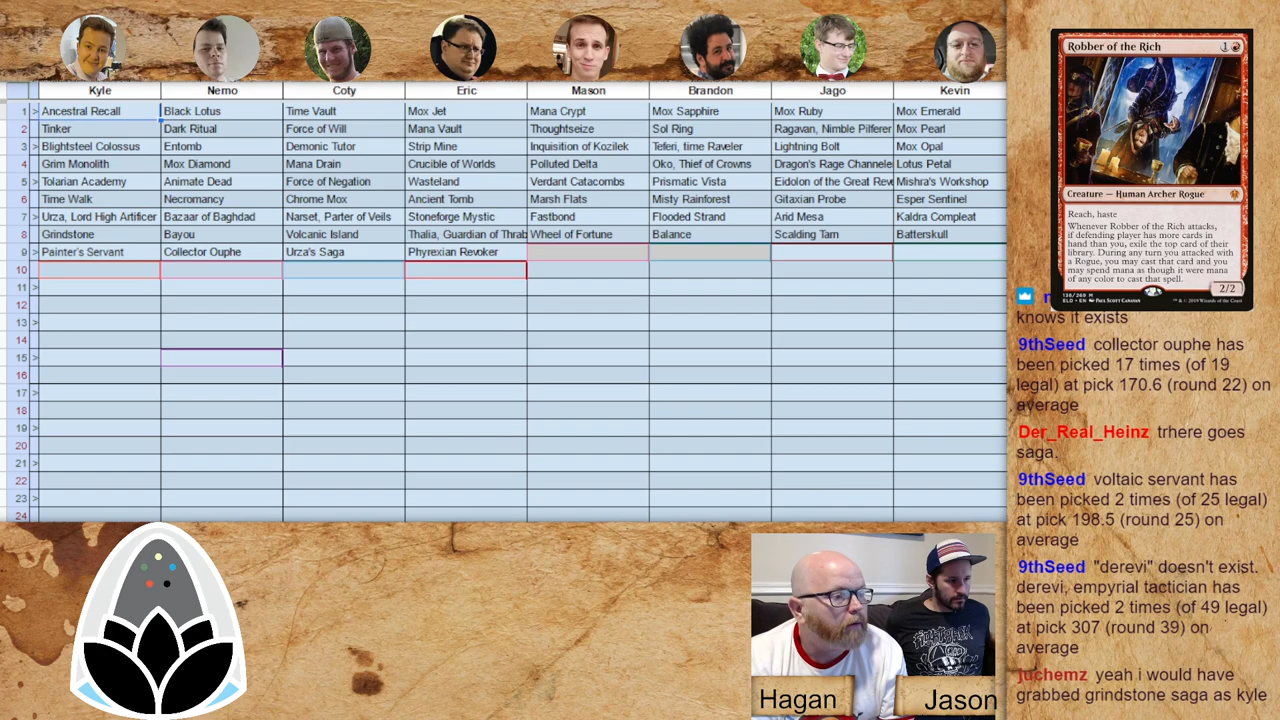 Kyle Nemo Coty Eric Mason Brandon Jago Kevin
1 > Ancestral Recall Black Lotus Time Vault Mox Jet Mana Crypt Mox Sapphire Mox Ruby Mox Emerald
2 Tinker Dark Ritual Force of Will Mana Vault Thoughtseize Sol Ring Ragavan, Nimble Pilferer Mox Pearl
3 > Blightsteel Colossus Entomb Demonic Tutor Strip Mine Inquisition of Kozilek Teferi, time Raveler Lightning Bolt Mox Opal
4 Grim Monolith Mox Diamond Mana Drain Crucible of Worlds Polluted Delta Oko, Thief of Crowns Dragon's Rage Channele Lotus Petal
5 > Tolarian Academy Animate Dead Force of Negation Wasteland Verdant Catacombs Prismatic Vista Eidolon of the Great Rev Mishra's Workshop
6 Time Walk Necromancy Chrome Mox Ancient Tomb Marsh Flats Misty Rainforest Gitaxian Probe Esper Sentinel
7 > Urza, Lord High Artificer Bazaar of Baghdad Narset, Parter of Veils Stoneforge Mystic Fastbond Flooded Strand Arid Mesa Kaldra Compleat
8 Grindstone Bayou Volcanic Island Thalia, Guardian of Thrab Wheel of Fortune Balance Scalding Tarn Batterskull
9 > Painter's Servant Collector Ouphe Urza's Saga Phyrexian Revoker
10
11 >
12
13 >
14
15 >
16
17 >
18
19 >
20
21 >
22
23 >
24
Robber of the Rich 1
Creature — Human Archer Rogue
Reach, haste
Whenever Robber of the Rich attacks,
if defending player has more cards in
hand than you, exile the top card of their
library. During any turn you attacked with
a Rogue, you may cast that card and you
may spend mana as though it were mana
of any color to cast that spell.
2/2
knows it exists
9thSeed collector ouphe has
been picked 17 times (of 19
legal) at pick 170.6 (round 22) on
average
Der_Real_Heinz trhere goes
saga.
9thSeed voltaic servant has
been picked 2 times (of 25 legal)
at pick 198.5 (round 25) on
average
9thSeed "derevi" doesn't exist.
derevi, empyrial tactician has
been picked 2 times (of 49 legal)
at pick 307 (round 39) on
average
juchemz yeah i would have
grabbed grindstone saga as kyle
Hagan Jason